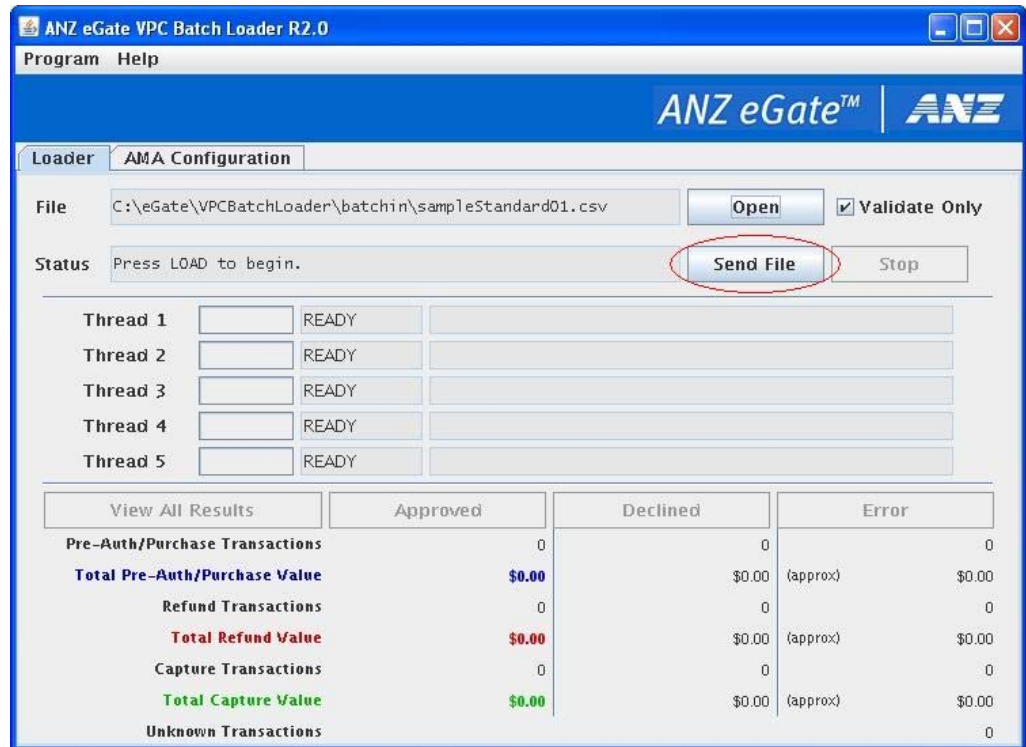 ANZ eGate VPC Batch Loader R2.0
Program Help
ANZ eGate™ ANZ
Loader AMA Configuration
File C:\eGate\VPCBatchLoader\batchin\sampleStandard01.csv Open Validate Only
Status Press LOAD to begin. Send File Stop
Thread 1 READY
Thread 2 READY
Thread 3 READY
Thread 4 READY
Thread 5 READY
View All Results Approved Declined Error
Pre-Auth/Purchase Transactions 0 0 0
Total Pre-Auth/Purchase Value $0.00 $0.00 (approx) $0.00
Refund Transactions 0 0 0
Total Refund Value $0.00 $0.00 (approx) $0.00
Capture Transactions 0 0 0
Total Capture Value $0.00 $0.00 (approx) $0.00
Unknown Transactions 0